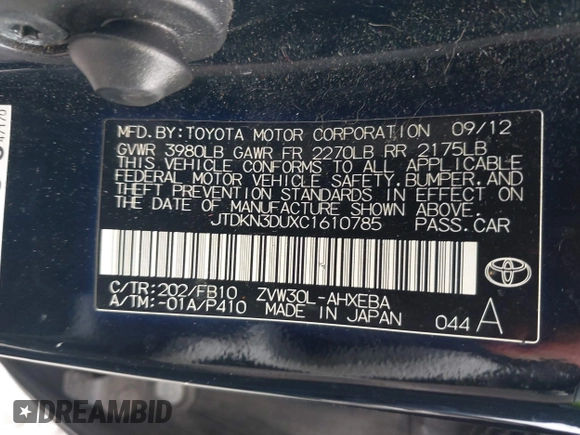 MFD.BY:TOYOTA MOTOR CORPORATION 09/12
GVWR 3980LB GAWR FR 2270LB RR 2175LB
THIS VEHICLE CONFORMS TO ALL APPLICABLE
FEDERAL MOTOR VEHICLE SAFETY,BUMPER,AND
THEFT PREVENTION STANDARDS IN EFFECT ON
THE DATE OF MANUFACTURE SHOWN ABOVE.
JTDKN3DUXC1610785 PASS.CAR
C/TR:202/FB10 ZVW30L-AHXEBA
A/TM:-01A/P410 MADE IN JAPAN 044 A
DREAMBID